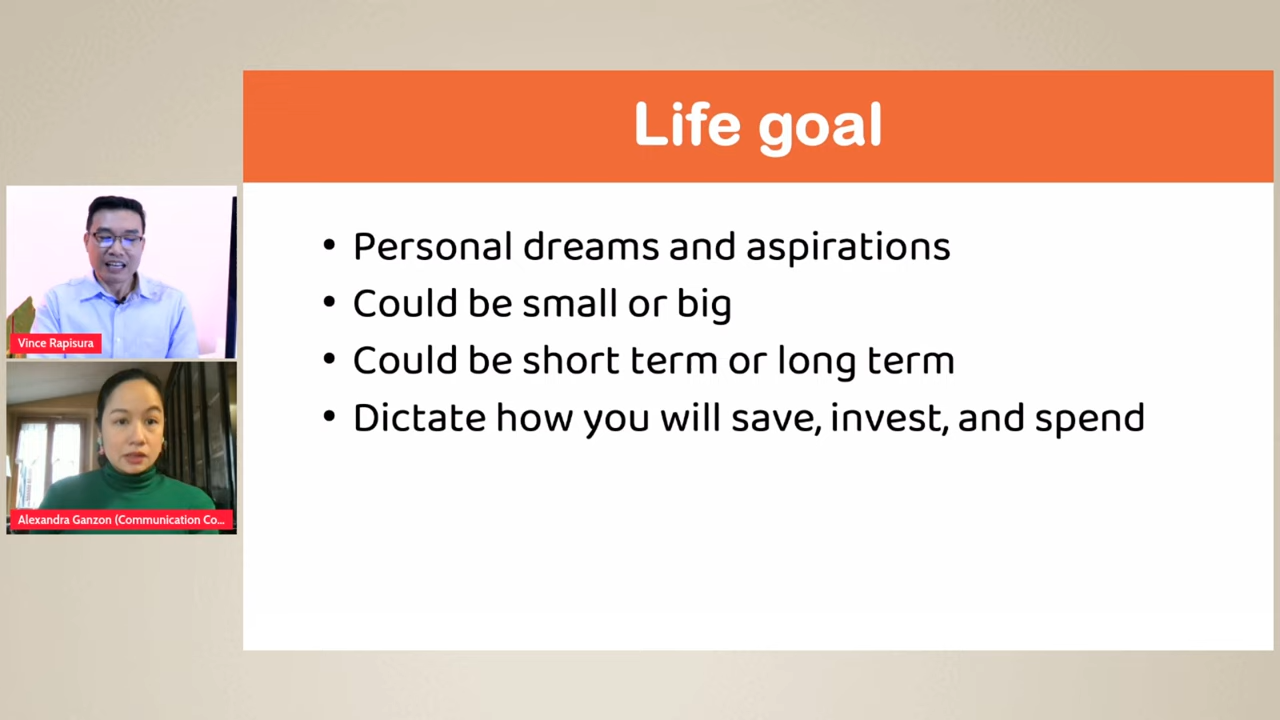 Life goal
• Personal dreams and aspirations
• Could be small or big
• Could be short term or long term
• Dictate how you will save, invest, and spend
Vince Rapisura
Alexandra Ganzon (Communication Co...